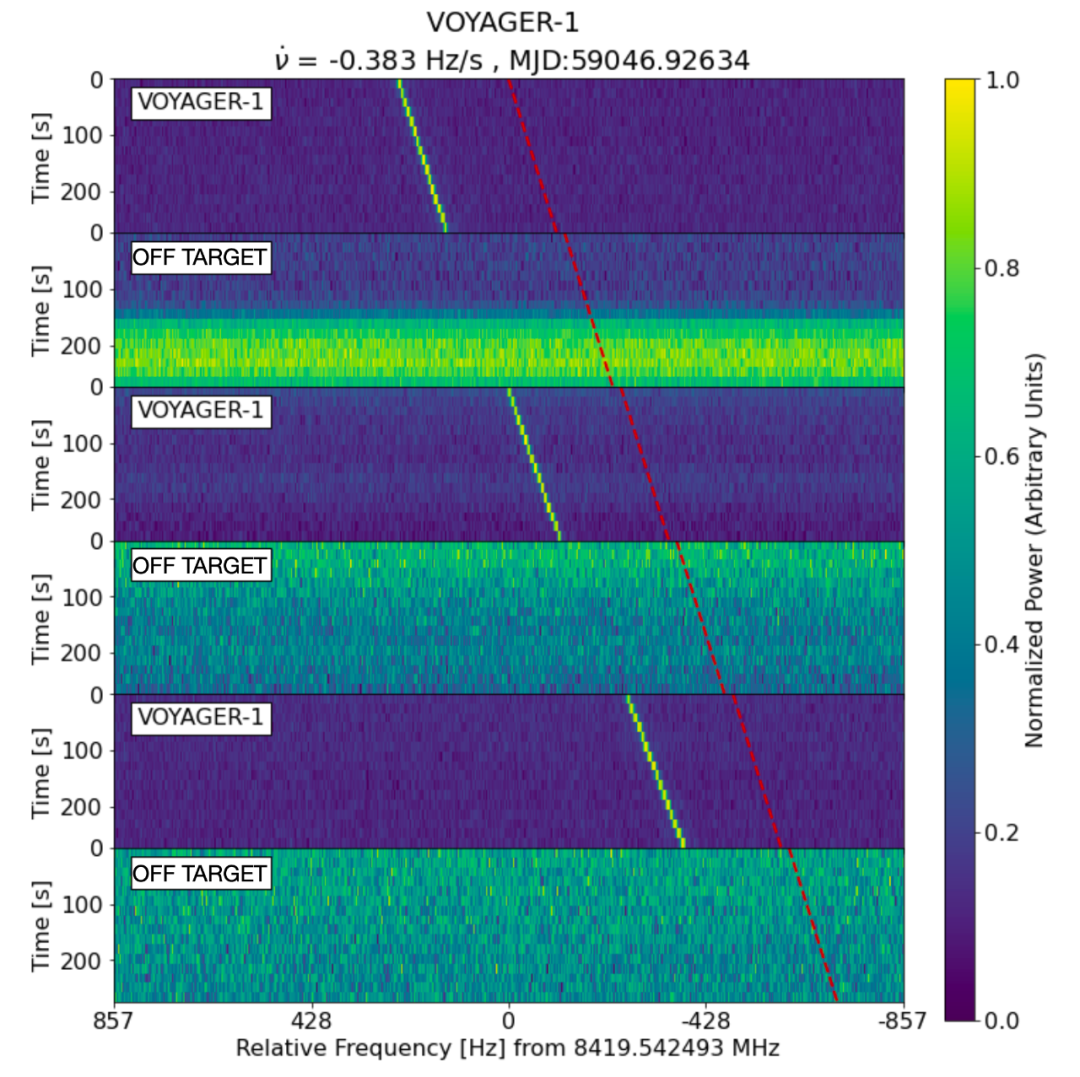 VOYAGER-1
ν̇ = -0.383 Hz/s , MJD:59046.92634
0
VOYAGER-1
100
200
Time [s]
0
OFF TARGET
100
200
Time [s]
0
VOYAGER-1
100
200
Time [s]
0
OFF TARGET
100
200
Time [s]
0
VOYAGER-1
100
200
Time [s]
0
OFF TARGET
100
200
Time [s]
857 428 0 -428 -857
Relative Frequency [Hz] from 8419.542493 MHz
1.0
0.8
0.6
0.4
0.2
0.0
Normalized Power (Arbitrary Units)